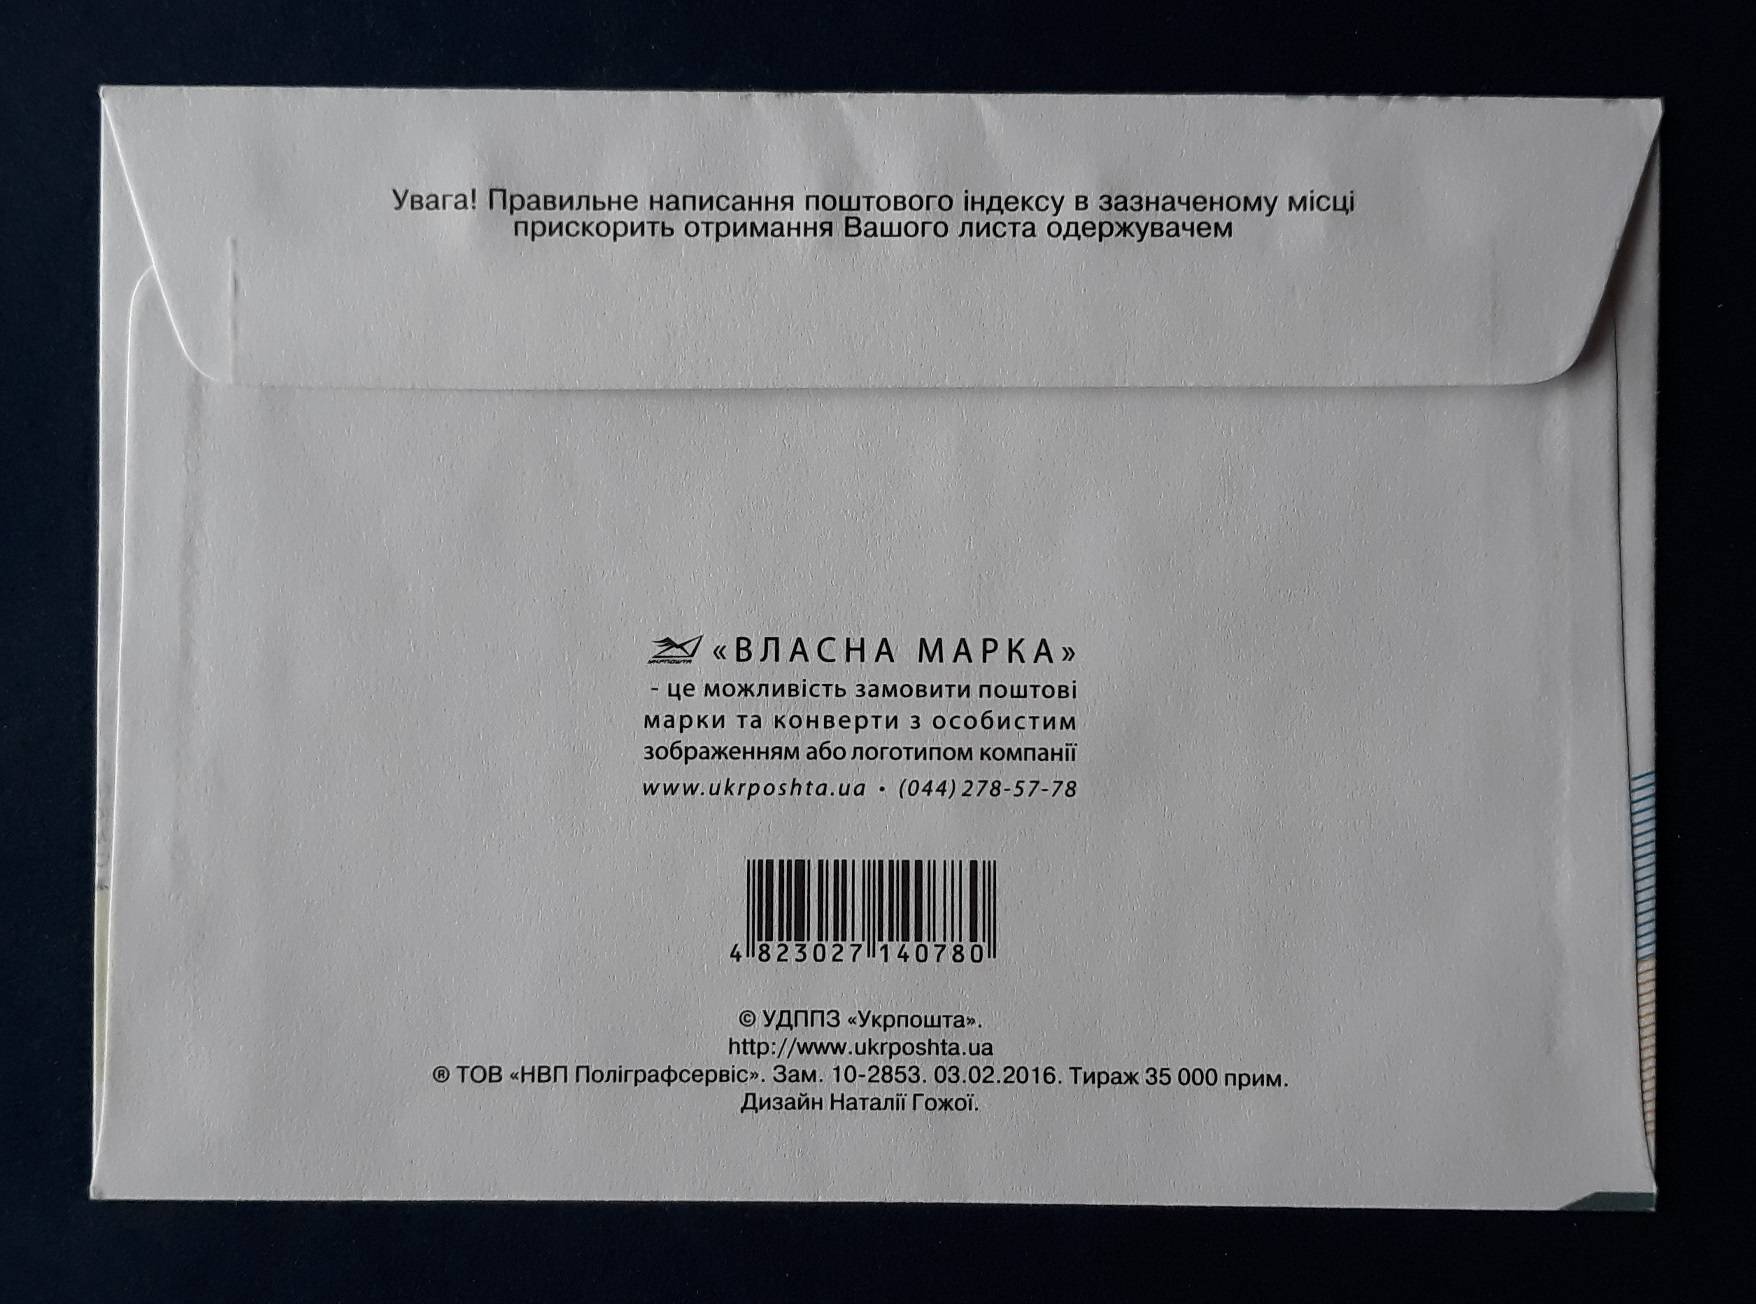 Увага! Правильне написання поштового індексу в зазначеному місці
прискорить отримання Вашого листа одержувачем
УКРПОШТА «ВЛАСНА МАРКА»
- це можливість замовити поштові
марки та конверти з особистим
зображенням або логотипом компанії
www.ukrposhta.ua • (044) 278-57-78
4 823027 140780
© УДППЗ «Укрпошта».
http://www.ukrposhta.ua
® ТОВ «НВП Поліграфсервіс». Зам. 10-2853. 03.02.2016. Тираж 35 000 прим.
Дизайн Наталії Гожої.